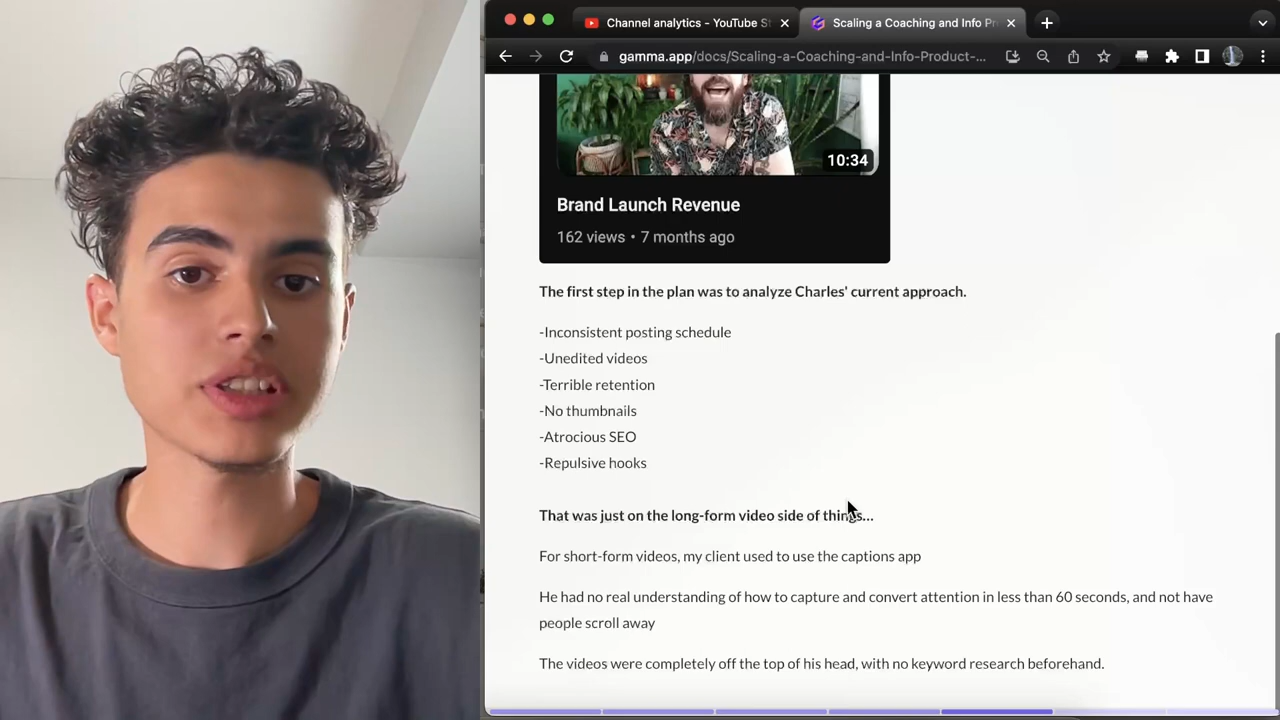 Channel analytics - YouTube S
Scaling a Coaching and Info Pr
gamma.app/docs/Scaling-a-Coaching-and-Info-Product-...
10:34
Brand Launch Revenue
162 views • 7 months ago
The first step in the plan was to analyze Charles' current approach.
-Inconsistent posting schedule
-Unedited videos
-Terrible retention
-No thumbnails
-Atrocious SEO
-Repulsive hooks
That was just on the long-form video side of things...
For short-form videos, my client used to use the captions app
He had no real understanding of how to capture and convert attention in less than 60 seconds, and not have
people scroll away
The videos were completely off the top of his head, with no keyword research beforehand.